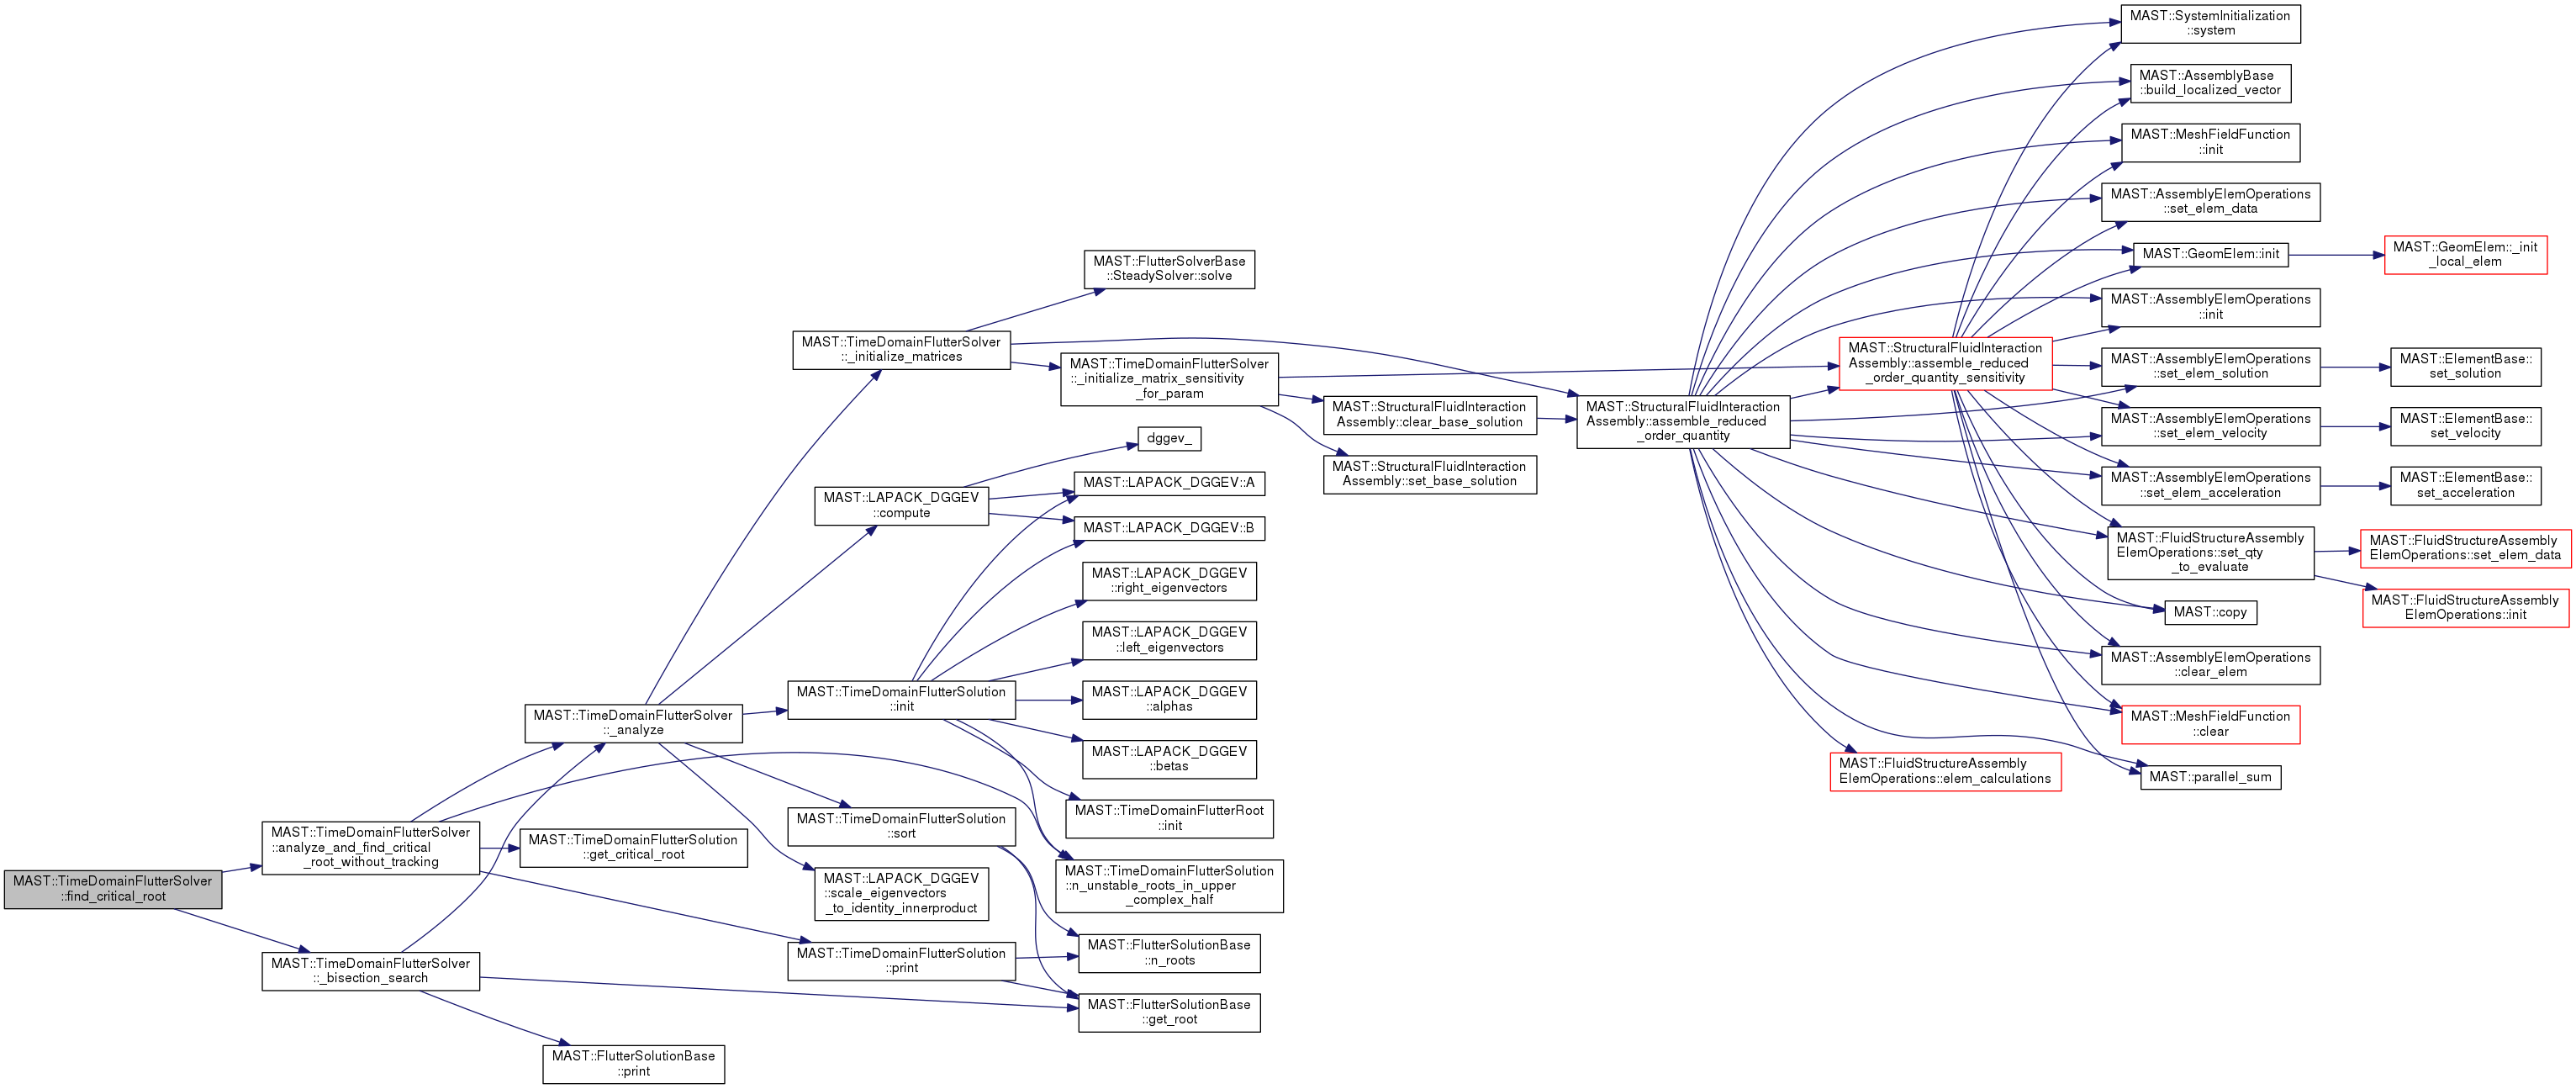 MAST::TimeDomainFlutterSolver
::find_critical_root
MAST::TimeDomainFlutterSolver
::analyze_and_find_critical
_root_without_tracking
MAST::TimeDomainFlutterSolver
::_bisection_search
MAST::TimeDomainFlutterSolver
::_analyze
MAST::TimeDomainFlutterSolution
::get_critical_root
MAST::FlutterSolutionBase
::print
MAST::TimeDomainFlutterSolver
::_initialize_matrices
MAST::LAPACK_DGGEV
::compute
MAST::TimeDomainFlutterSolution
::init
MAST::TimeDomainFlutterSolution
::sort
MAST::LAPACK_DGGEV
::scale_eigenvectors
_to_identity_innerproduct
MAST::TimeDomainFlutterSolution
::print
MAST::FlutterSolverBase
::SteadySolver::solve
MAST::TimeDomainFlutterSolver
::_initialize_matrix_sensitivity
_for_param
dggev_
MAST::LAPACK_DGGEV::A
MAST::LAPACK_DGGEV::B
MAST::LAPACK_DGGEV
::right_eigenvectors
MAST::LAPACK_DGGEV
::left_eigenvectors
MAST::LAPACK_DGGEV
::alphas
MAST::LAPACK_DGGEV
::betas
MAST::TimeDomainFlutterRoot
::init
MAST::TimeDomainFlutterSolution
::n_unstable_roots_in_upper
_complex_half
MAST::FlutterSolutionBase
::n_roots
MAST::FlutterSolutionBase
::get_root
MAST::StructuralFluidInteraction
Assembly::clear_base_solution
MAST::StructuralFluidInteraction
Assembly::set_base_solution
MAST::StructuralFluidInteraction
Assembly::assemble_reduced
_order_quantity
MAST::StructuralFluidInteraction
Assembly::assemble_reduced
_order_quantity_sensitivity
MAST::FluidStructureAssembly
ElemOperations::elem_calculations
MAST::SystemInitialization
::system
MAST::AssemblyBase
::build_localized_vector
MAST::MeshFieldFunction
::init
MAST::AssemblyElemOperations
::set_elem_data
MAST::GeomElem::init
MAST::AssemblyElemOperations
::init
MAST::AssemblyElemOperations
::set_elem_solution
MAST::AssemblyElemOperations
::set_elem_velocity
MAST::AssemblyElemOperations
::set_elem_acceleration
MAST::FluidStructureAssembly
ElemOperations::set_qty
_to_evaluate
MAST::copy
MAST::AssemblyElemOperations
::clear_elem
MAST::MeshFieldFunction
::clear
MAST::parallel_sum
MAST::GeomElem::_init
_local_elem
MAST::ElementBase::
set_solution
MAST::ElementBase::
set_velocity
MAST::ElementBase::
set_acceleration
MAST::FluidStructureAssembly
ElemOperations::set_elem_data
MAST::FluidStructureAssembly
ElemOperations::init